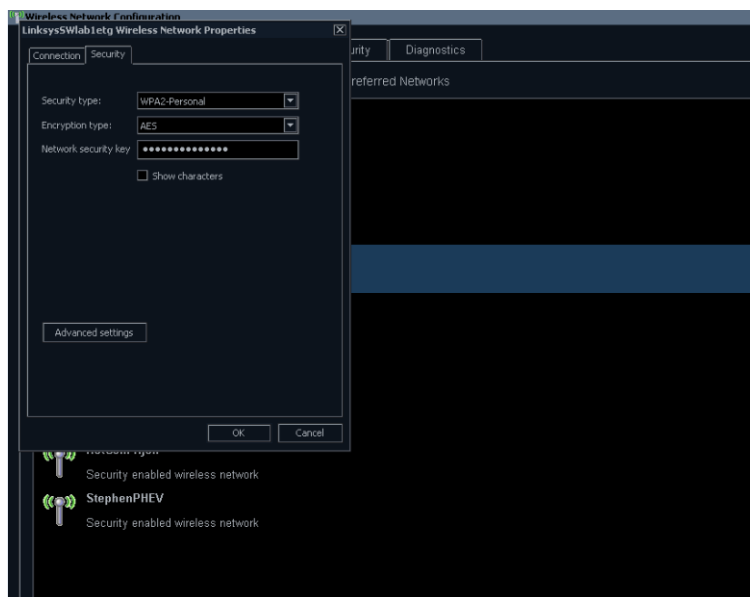 Wireless Network Configuration
LinksysSWlab1etg Wireless Network Properties
Connection Security
urity Diagnostics
referred Networks
Security type: WPA2-Personal
Encryption type: AES
Network security key ●●●●●●●●●●●●●●
Show characters
Advanced settings
OK Cancel
Security enabled wireless network
StephenPHEV
Security enabled wireless network